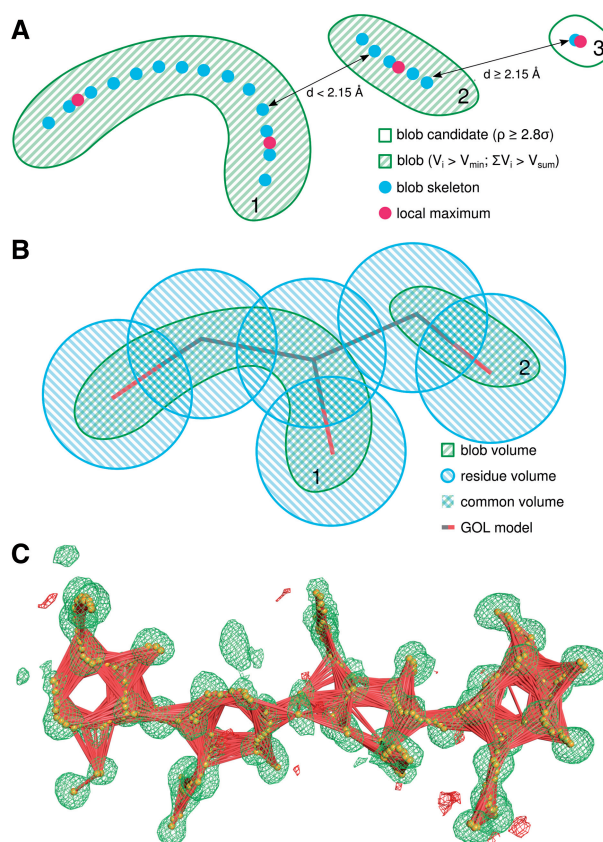 A
d < 2.15 Å
d ≥ 2.15 Å
1
2
3
blob candidate (ρ ≥ 2.8σ)
blob (Vi > Vmin; ΣVi > Vsum)
blob skeleton
local maximum
B
1
2
blob volume
residue volume
common volume
GOL model
C